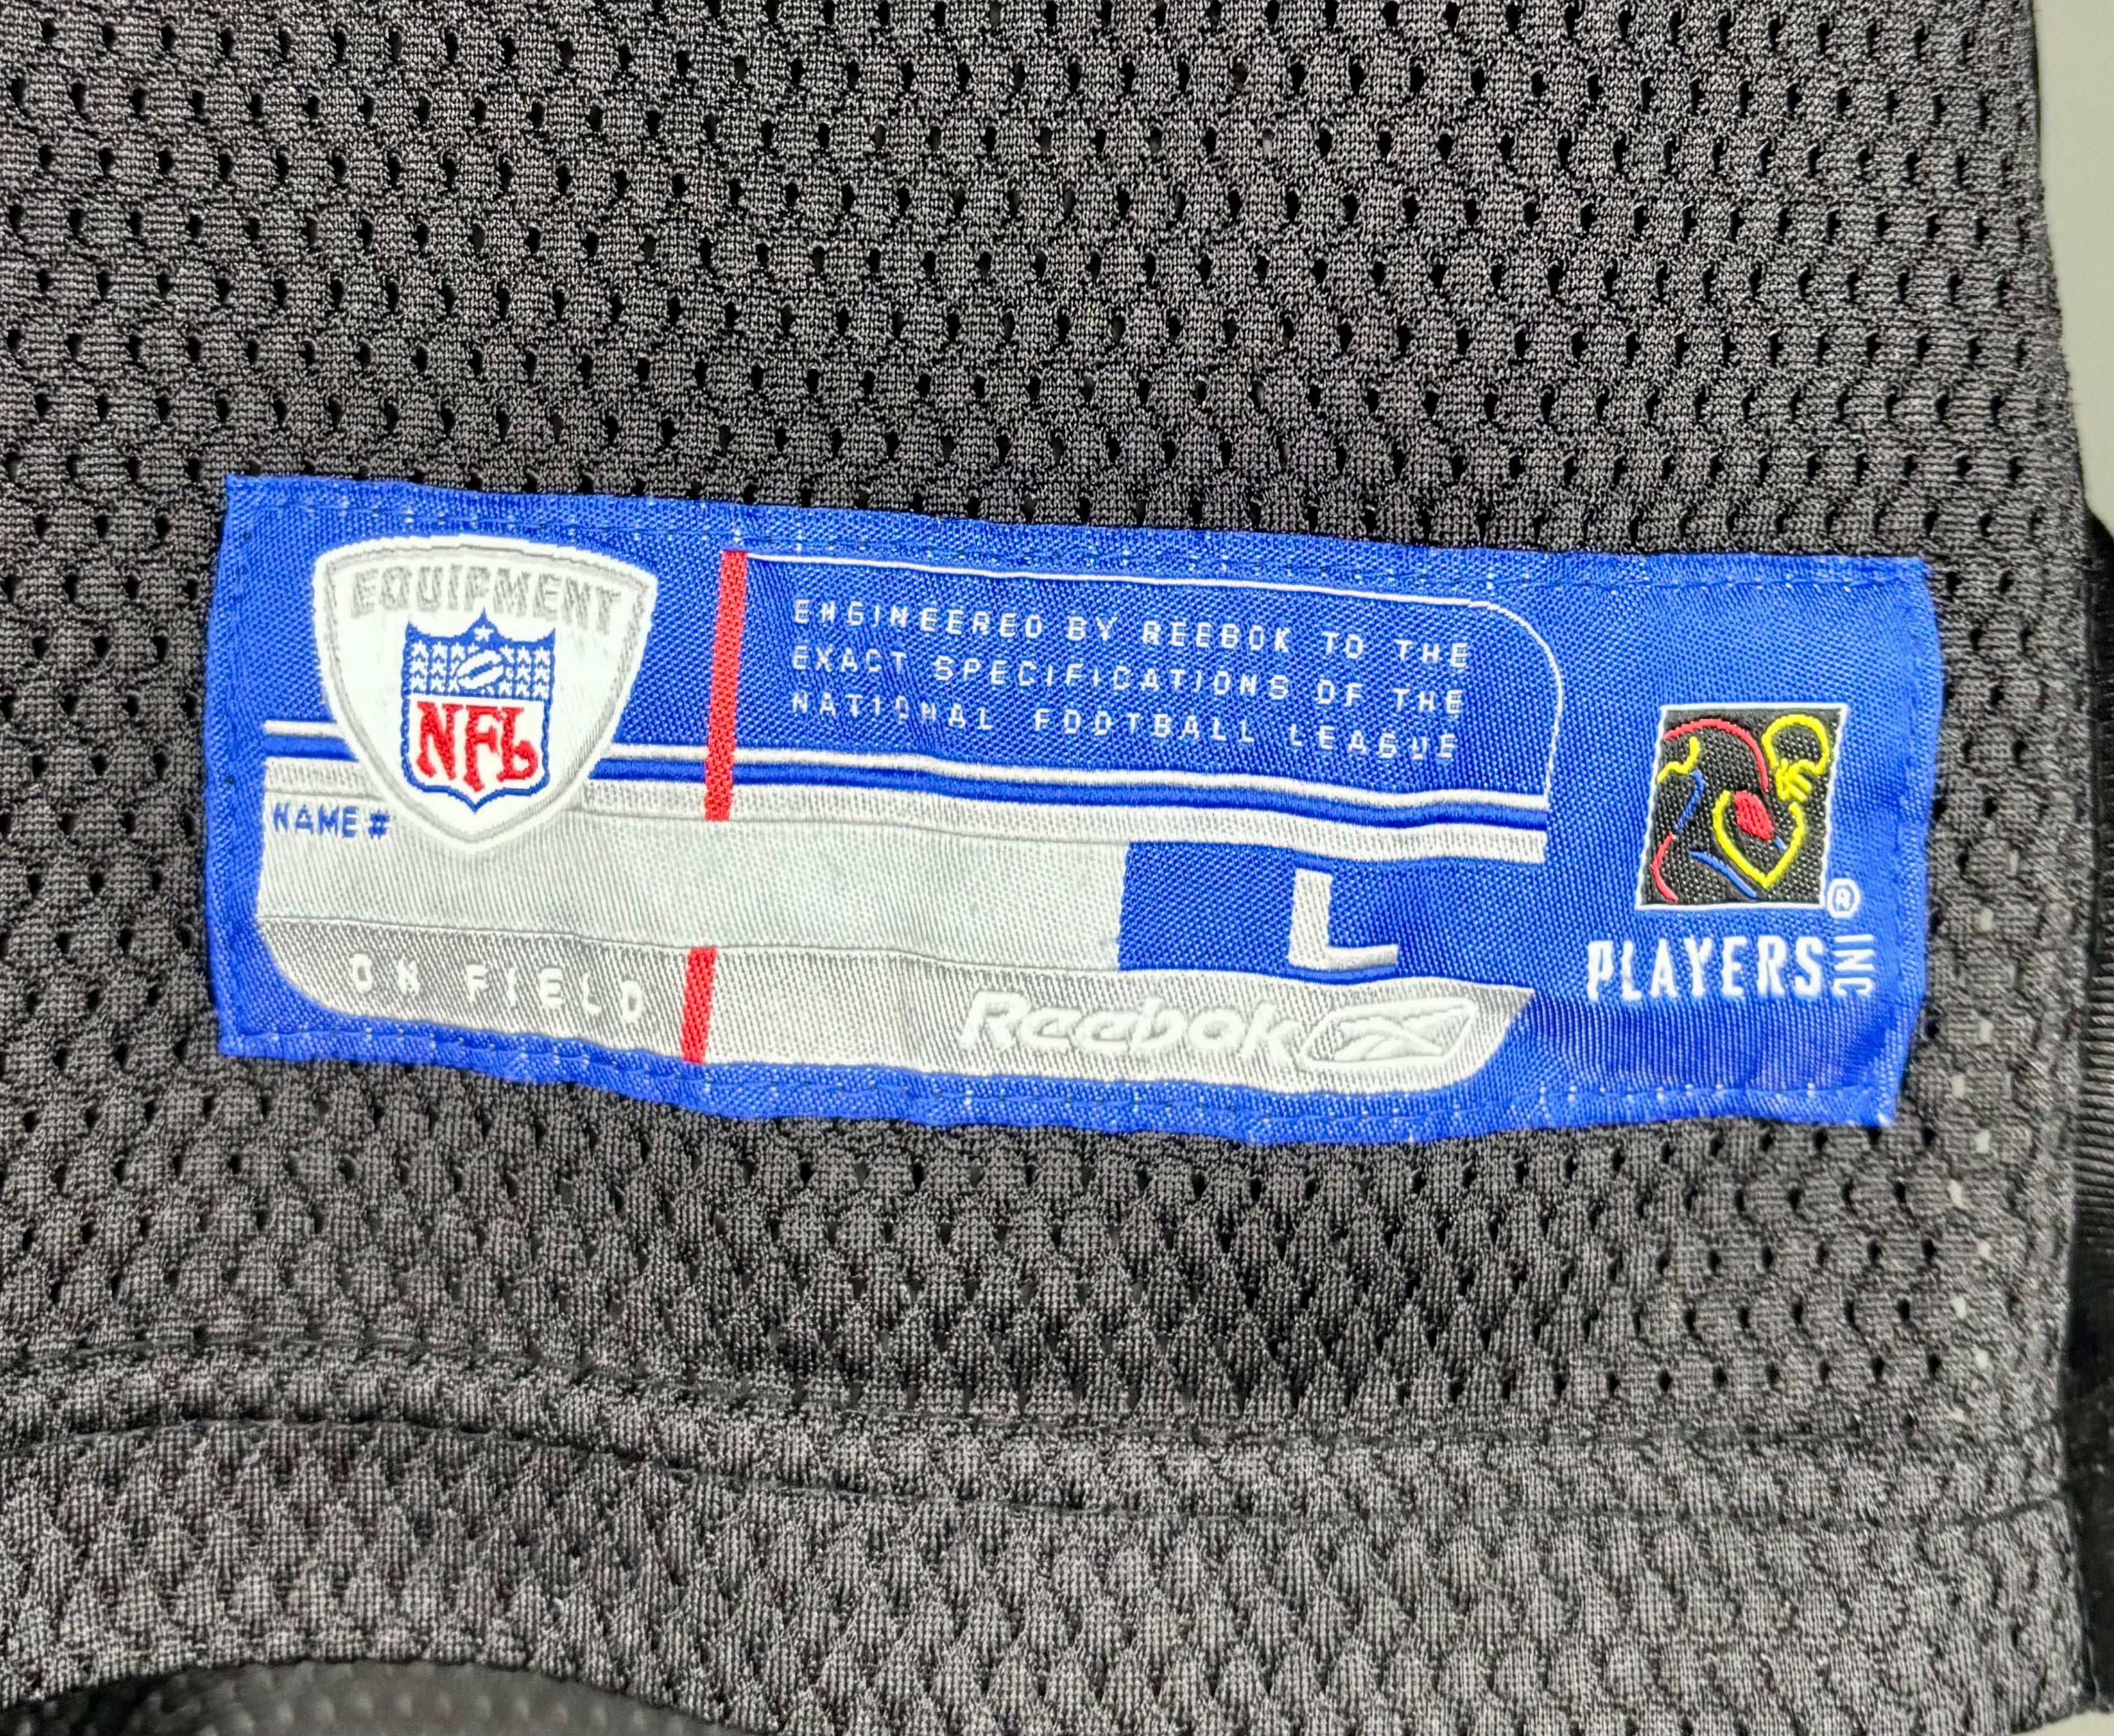 EQUIPMENT
NFL
ENGINEERED BY REEBOK TO THE
EXACT SPECIFICATIONS OF THE
NATIONAL FOOTBALL LEAGUE
NAME #
L
ON FIELD
Reebok
®
PLAYERS INC